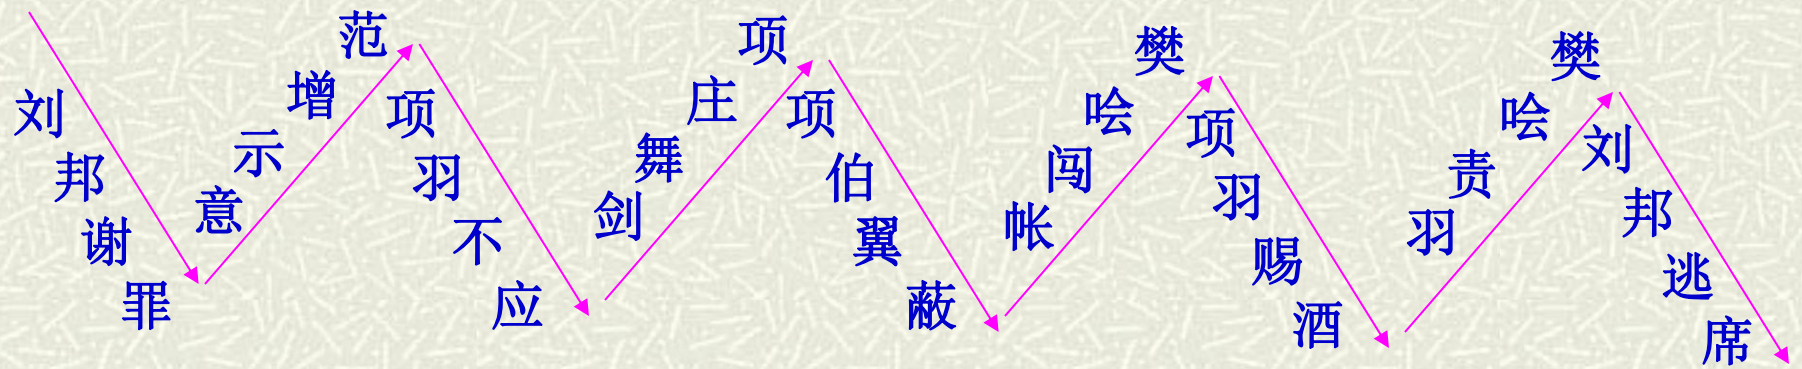 刘邦谢罪
范增示意
项羽不应
项庄舞剑
项伯翼蔽
樊哙闯帐
项羽赐酒
樊哙责羽
刘邦逃席